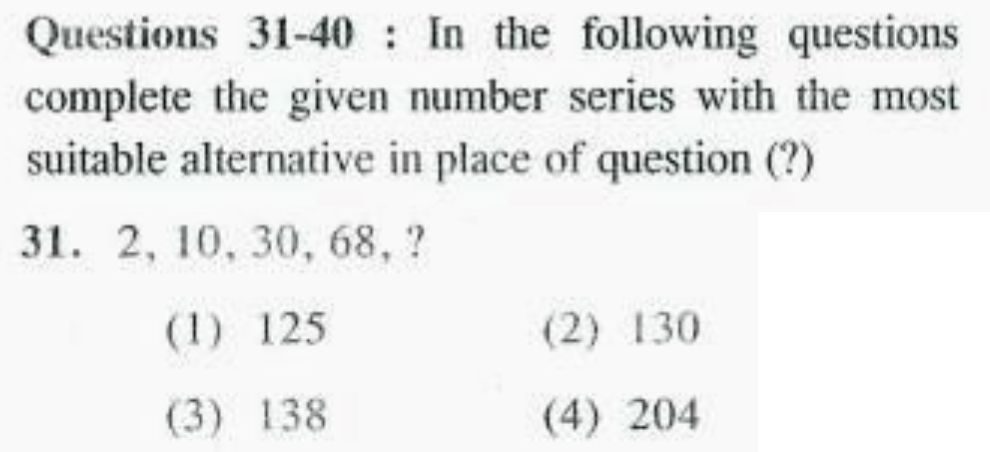 Questions 31-40 : In the following questions
complete the given number series with the most
suitable alternative in place of question (?)
31. 2, 10, 30, 68, ?
(1) 125 (2) 130
(3) 138 (4) 204